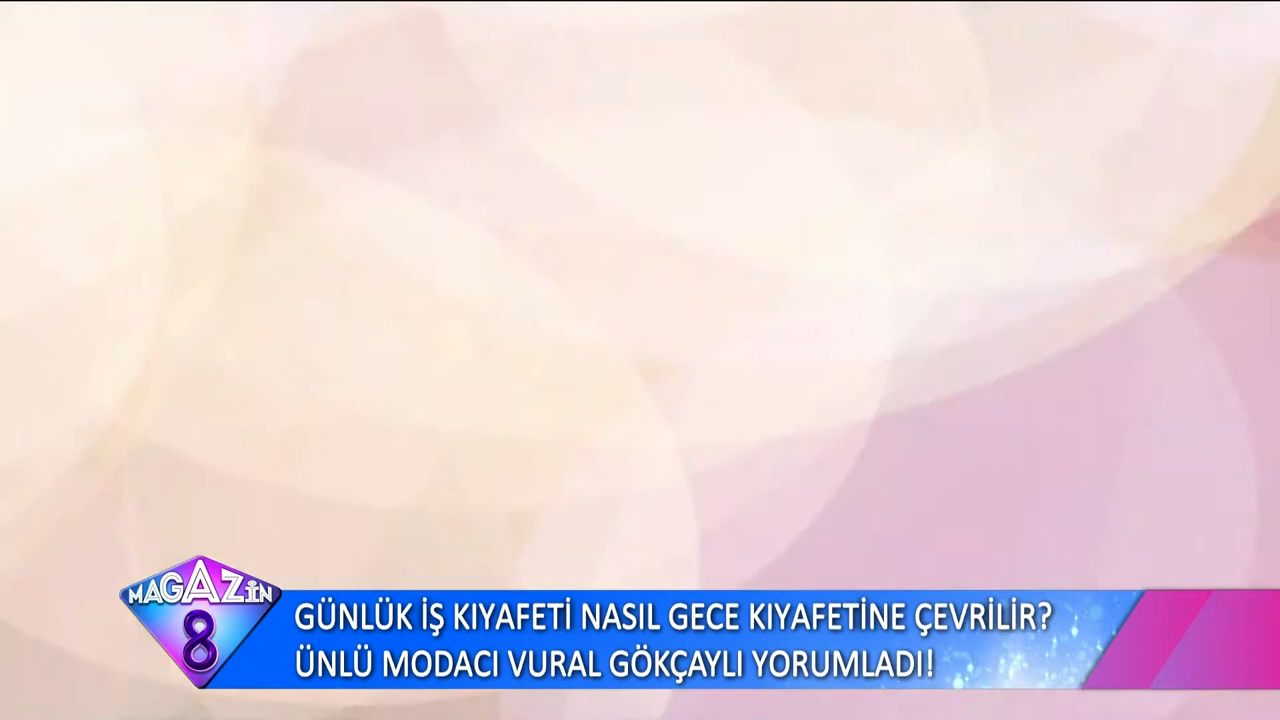 MAGAZİN
8
GÜNLÜK İŞ KIYAFETİ NASIL GECE KIYAFETİNE ÇEVRİLİR?
ÜNLÜ MODACI VURAL GÖKÇAYLI YORUMLADI!